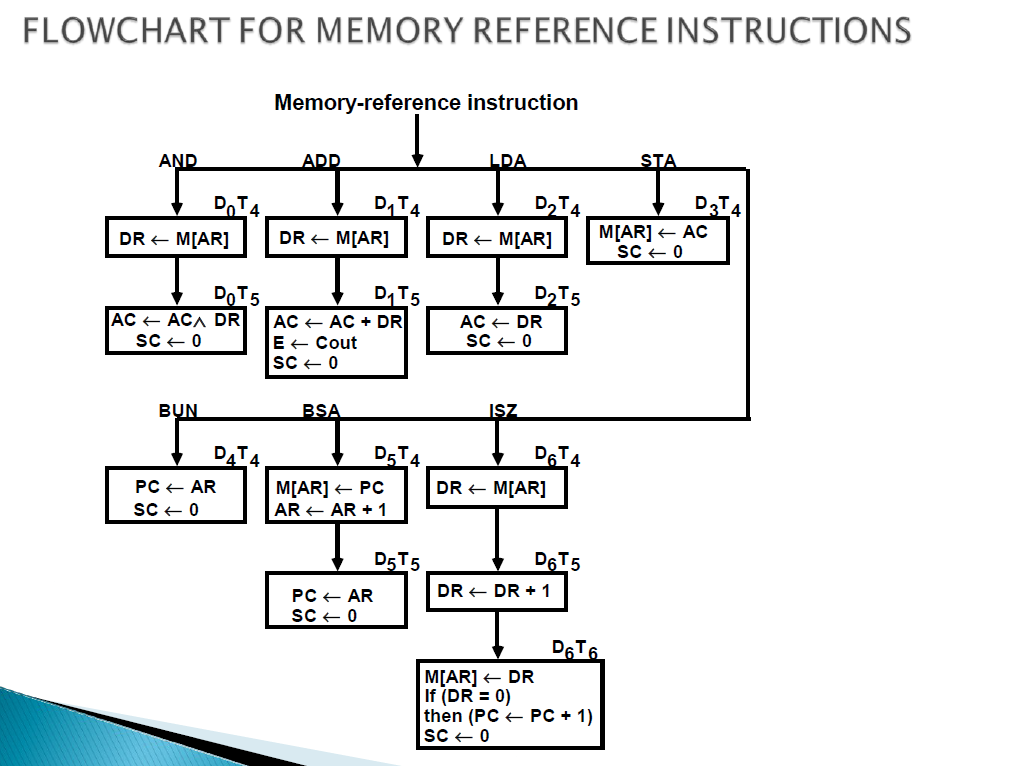 FLOWCHART FOR MEMORY REFERENCE INSTRUCTIONS
Memory-reference instruction
AND ADD LDA STA
D0T4 D1T4 D2T4 D3T4
DR ← M[AR]
DR ← M[AR]
DR ← M[AR]
M[AR] ← AC
SC ← 0
D0T5 D1T5 D2T5
AC ← AC ∧ DR
SC ← 0
AC ← AC + DR
E ← Cout
SC ← 0
AC ← DR
SC ← 0
BUN BSA ISZ
D4T4 D5T4 D6T4
PC ← AR
SC ← 0
M[AR] ← PC
AR ← AR + 1
DR ← M[AR]
D5T5 D6T5
PC ← AR
SC ← 0
DR ← DR + 1
D6T6
M[AR] ← DR
If (DR = 0)
then (PC ← PC + 1)
SC ← 0